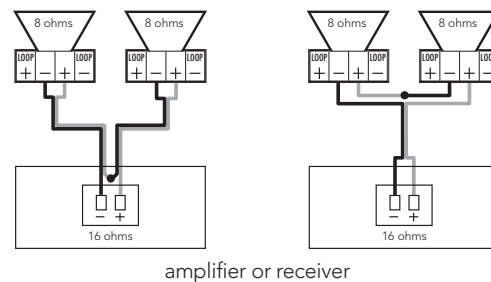 8 ohms 8 ohms 8 ohms 8 ohms
LOOP LOOP LOOP LOOP LOOP LOOP LOOP LOOP
+ − + − + − + − + − + − + − + −
− + − +
16 ohms 16 ohms
amplifier or receiver